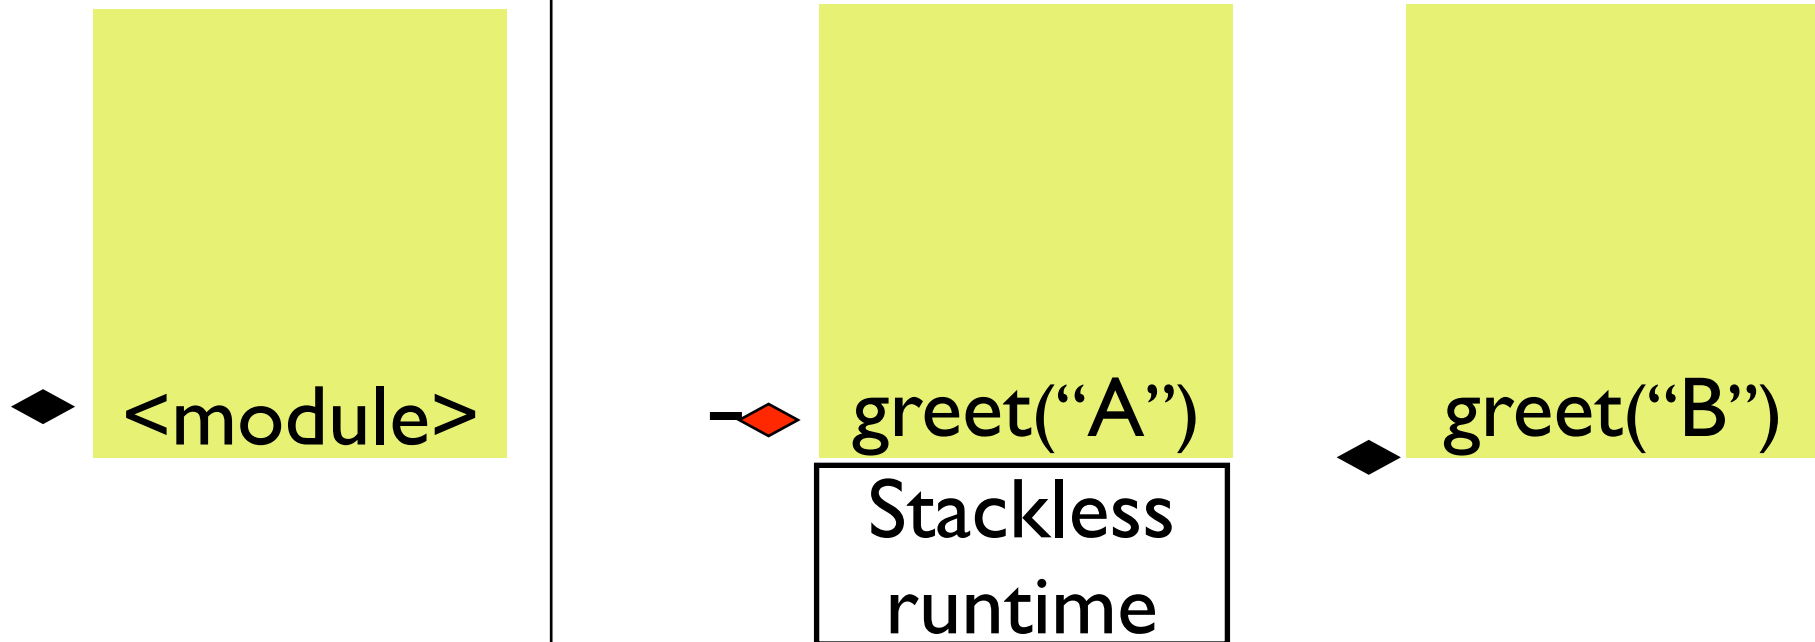 <module>
greet(“A”)
greet(“B”)
Stackless
runtime